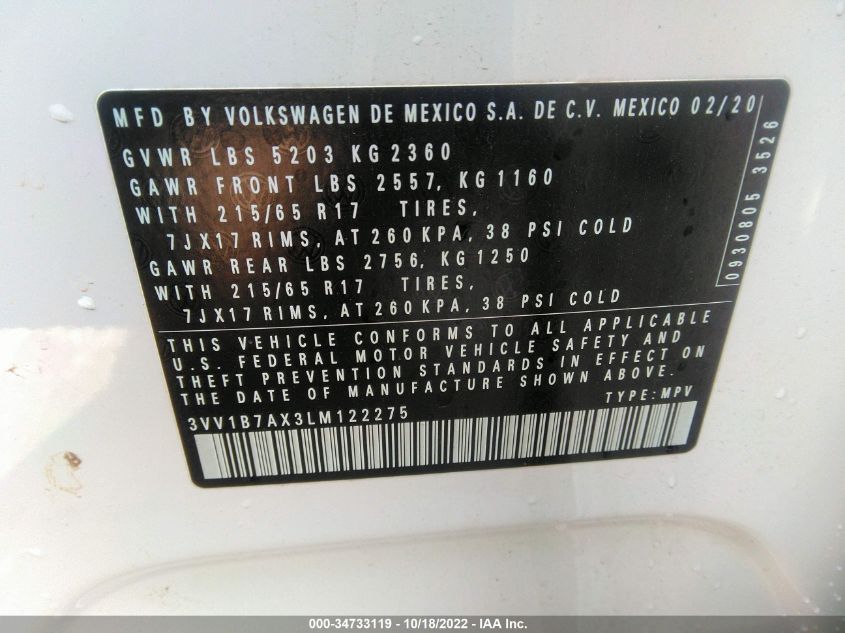 MFD BY VOLKSWAGEN DE MEXICO S.A. DE C.V. MEXICO 02/20
GVWR LBS 5203 KG 2360
GAWR FRONT LBS 2557, KG 1160
WITH 215/65 R17 TIRES,
7JX17 RIMS, AT 260 KPA, 38 PSI COLD
GAWR REAR LBS 2756, KG 1250
WITH 215/65 R17 TIRES,
7JX17 RIMS, AT 260 KPA, 38 PSI COLD
THIS VEHICLE CONFORMS TO ALL APPLICABLE
U.S. FEDERAL MOTOR VEHICLE SAFETY AND
THEFT PREVENTION STANDARDS IN EFFECT ON
THE DATE OF MANUFACTURE SHOWN ABOVE.
TYPE: MPV
3VV1B7AX3LM122275
0930805 3526
000-34733119 - 10/18/2022 - IAA Inc.